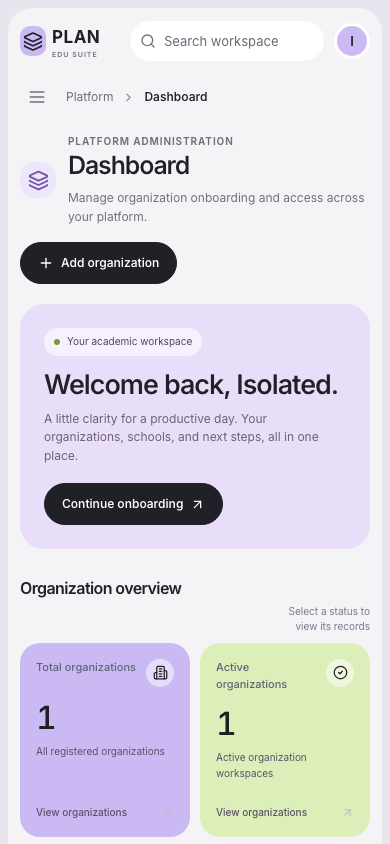 PLAN
EDU SUITE
Search workspace
I
Platform
Dashboard
PLATFORM ADMINISTRATION
Dashboard
Manage organization onboarding and access across
your platform.
Add organization
Your academic workspace
Welcome back, Isolated.
A little clarity for a productive day. Your
organizations, schools, and next steps, all in one
place.
Continue onboarding
Organization overview
Select a status to
view its records
Total organizations
1
All registered organizations
View organizations
Active
organizations
1
Active organization
workspaces
View organizations